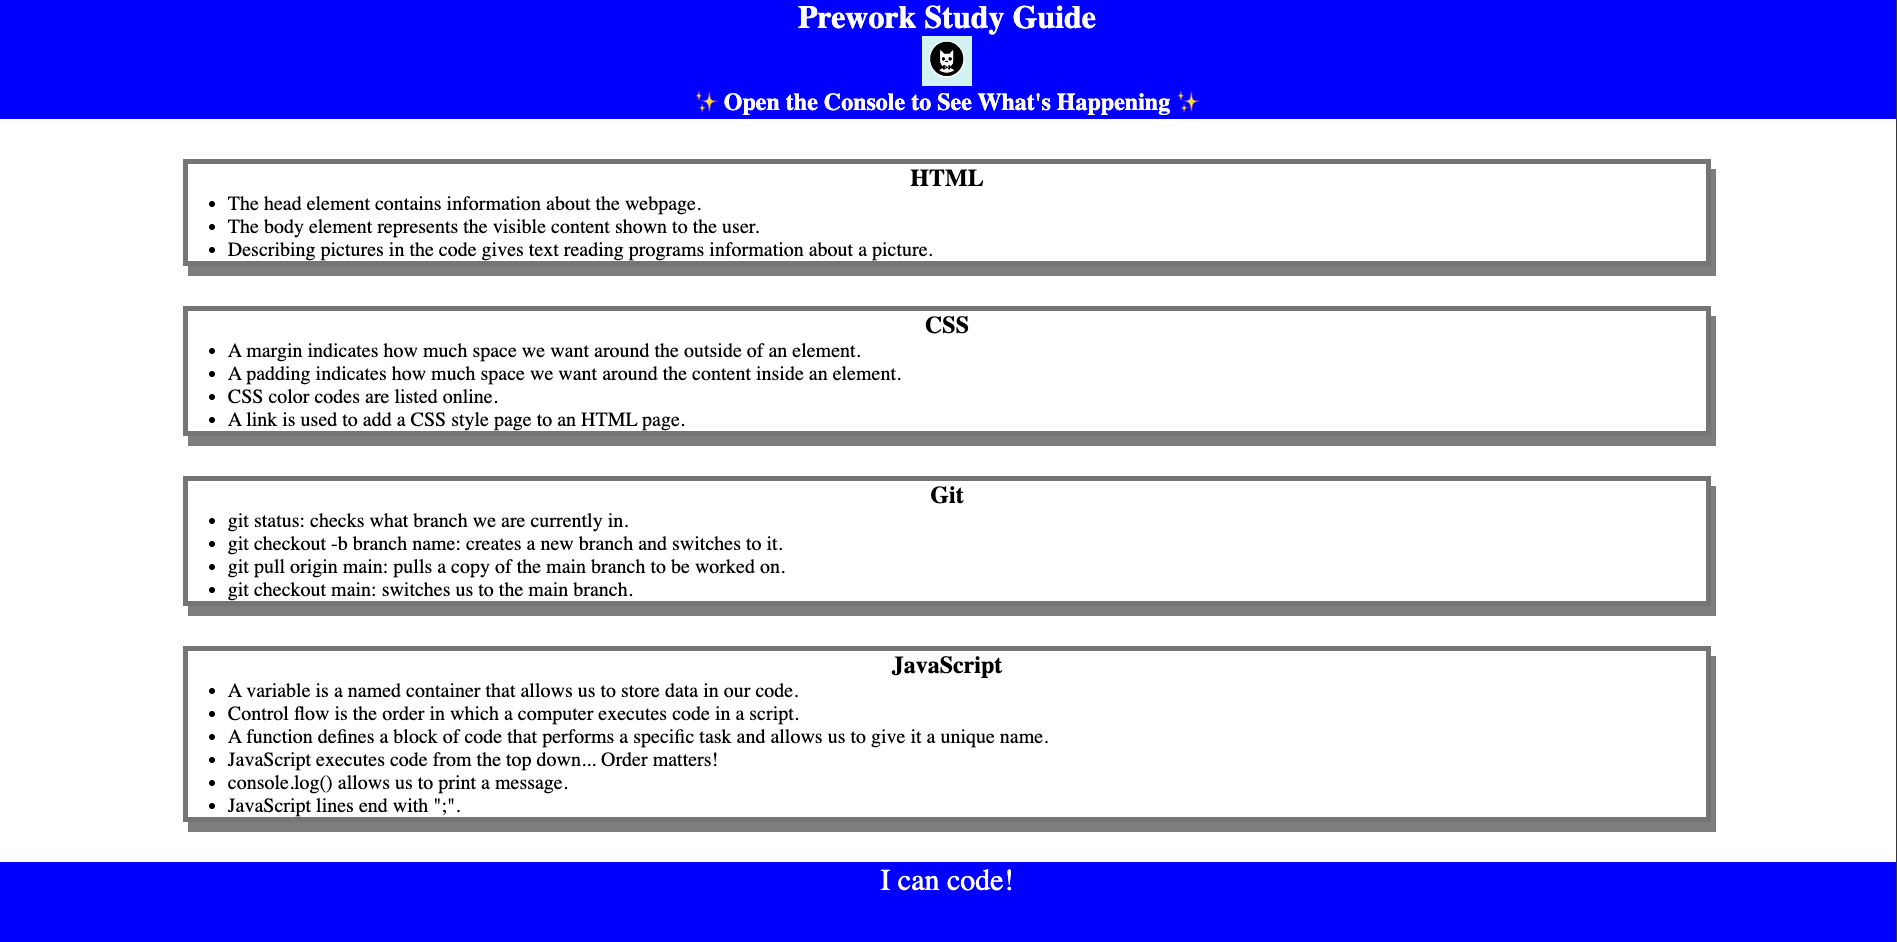 Prework Study Guide
✨ Open the Console to See What's Happening ✨
HTML
• The head element contains information about the webpage.
• The body element represents the visible content shown to the user.
• Describing pictures in the code gives text reading programs information about a picture.
CSS
• A margin indicates how much space we want around the outside of an element.
• A padding indicates how much space we want around the content inside an element.
• CSS color codes are listed online.
• A link is used to add a CSS style page to an HTML page.
Git
• git status: checks what branch we are currently in.
• git checkout -b branch name: creates a new branch and switches to it.
• git pull origin main: pulls a copy of the main branch to be worked on.
• git checkout main: switches us to the main branch.
JavaScript
• A variable is a named container that allows us to store data in our code.
• Control flow is the order in which a computer executes code in a script.
• A function defines a block of code that performs a specific task and allows us to give it a unique name.
• JavaScript executes code from the top down... Order matters!
• console.log() allows us to print a message.
• JavaScript lines end with ";".
I can code!